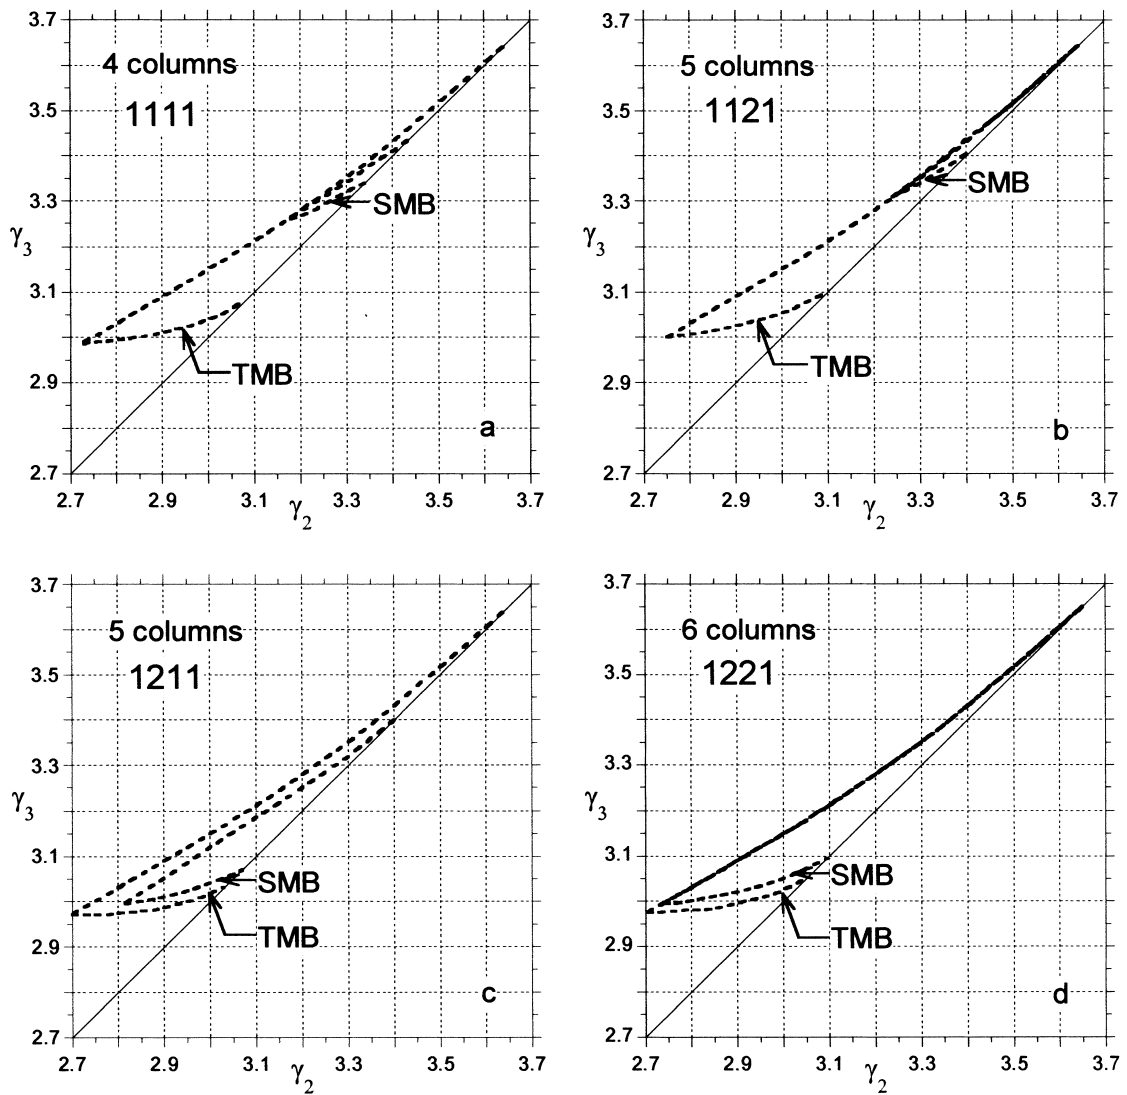 3.7
4 columns
1111
3.5
3.3
SMB
γ3
3.1
TMB
2.9
a
2.7
2.7 2.9 3.1 3.3 3.5 3.7
γ2
3.7
5 columns
1121
3.5
3.3
SMB
γ3
3.1
TMB
2.9
b
2.7
2.7 2.9 3.1 3.3 3.5 3.7
γ2
3.7
5 columns
1211
3.5
3.3
γ3
3.1
SMB
TMB
2.9
c
2.7
2.7 2.9 3.1 3.3 3.5 3.7
γ2
3.7
6 columns
1221
3.5
3.3
γ3
3.1
SMB
TMB
2.9
d
2.7
2.7 2.9 3.1 3.3 3.5 3.7
γ2